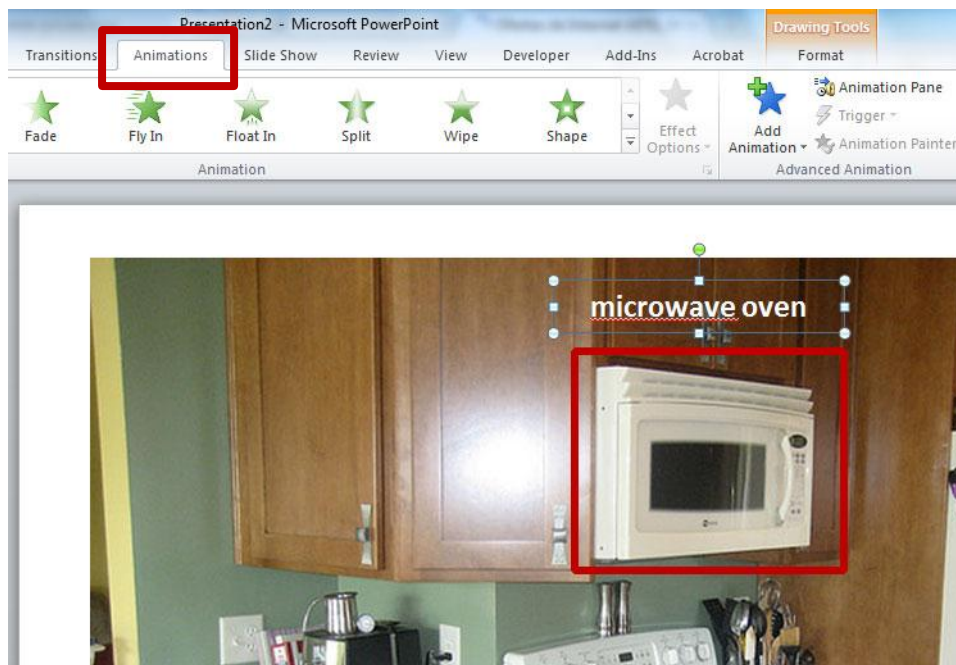 Presentation2 - Microsoft PowerPoint
Drawing Tools
Transitions Animations Slide Show Review View Developer Add-Ins Acrobat Format
Fade Fly In Float In Split Wipe Shape
Effect Options
Add Animation
Animation Pane
Trigger
Animation Painter
Animation
Advanced Animation
microwave oven